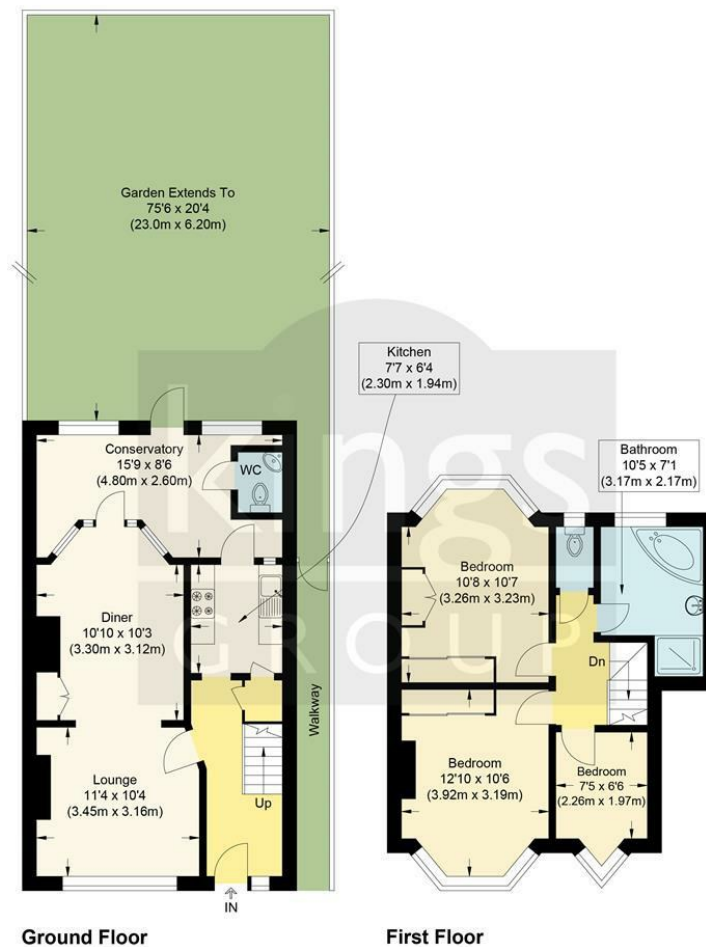 Garden Extends To
75'6 x 20'4
(23.0m x 6.20m)
Kitchen
7'7 x 6'4
(2.30m x 1.94m)
Conservatory
15'9 x 8'6
(4.80m x 2.60m)
WC
Diner
10'10 x 10'3
(3.30m x 3.12m)
Walkway
Lounge
11'4 x 10'4
(3.45m x 3.16m)
Up
IN
Ground Floor
Bathroom
10'5 x 7'1
(3.17m x 2.17m)
Bedroom
10'8 x 10'7
(3.26m x 3.23m)
Dn
Bedroom
12'10 x 10'6
(3.92m x 3.19m)
Bedroom
7'5 x 6'6
(2.26m x 1.97m)
First Floor
kings
GROUP